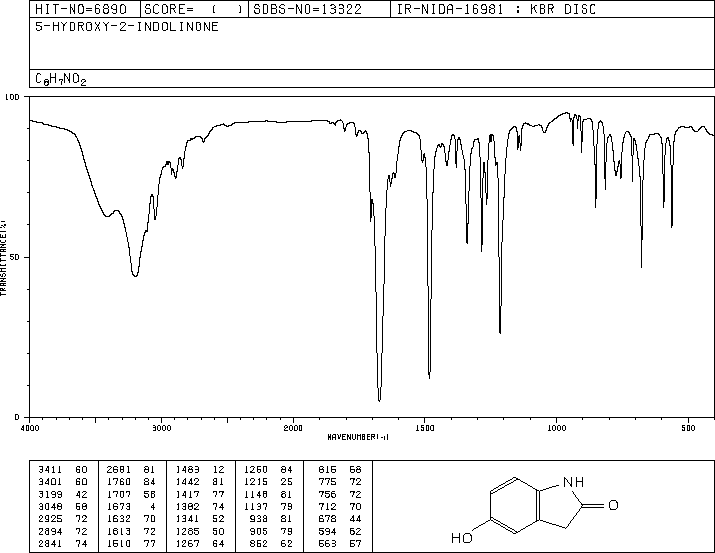 HIT-NO=6890 SCORE= ( ) SDBS-NO=13322 IR-NIDA-16981 : KBR DISC
5-HYDROXY-2-INDOLINONE
C8H7NO2
100
50
0
TRANSMITTANCE(%)
4000 3000 2000 1500 1000 500
WAVENUMBER(-1)
3411 60 2681 81 1483 12 1260 84 816 68
3401 60 1760 84 1442 81 1215 25 775 72
3199 42 1707 58 1417 77 1148 81 756 72
3048 58 1673 4 1382 74 1137 79 712 70
2925 72 1632 70 1341 52 938 81 678 44
2894 72 1613 72 1285 50 905 79 594 62
2841 74 1510 77 1267 64 852 62 563 57
NH
O
HO